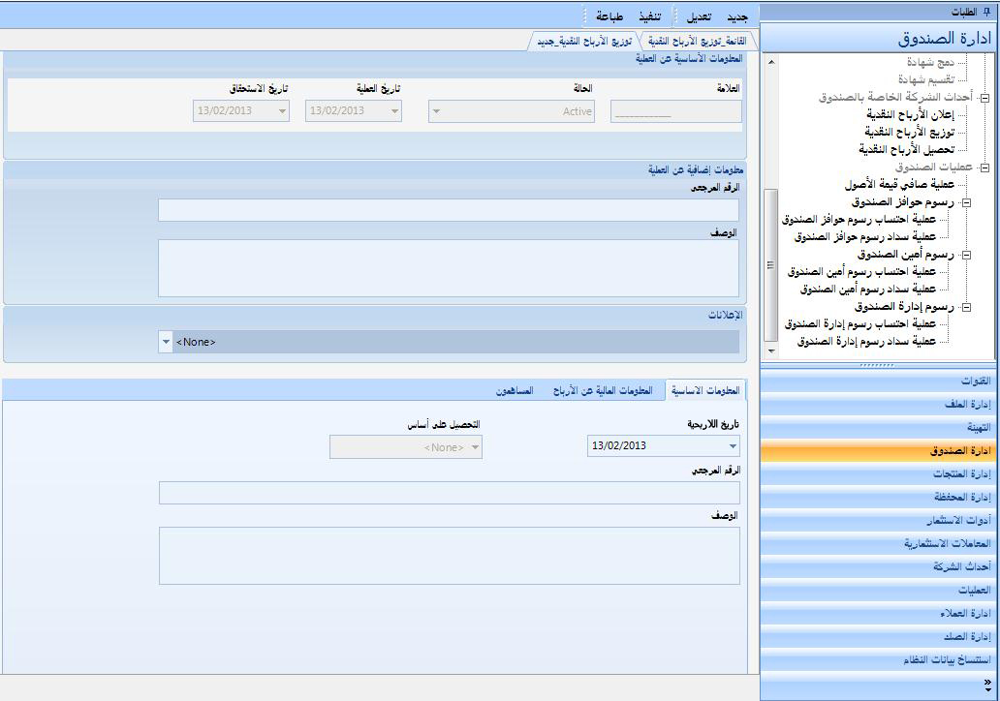 الطلبات
جديد تعديل تنفيذ طباعة
ادارة الصندوق
القائمة_توزيع الأرباح النقدية
توزيع الأرباح النقدية_جديد
المعلومات الأساسية عن العملية
العلامة الحالة تاريخ العملية تاريخ الاستحقاق
____________ Active 13/02/2013 13/02/2013
معلومات إضافية عن العملية
الرقم المرجعي
الوصف
الإعلانات
<None>
المعلومات الاساسية المعلومات المالية عن الأرباح المساهمون
تاريخ اللاربحية التحصيل على أساس
13/02/2013 <None>
الرقم المرجعي
الوصف
دمج شهادة
تقسيم شهادة
أحداث الشركة الخاصة بالصندوق
إعلان الأرباح النقدية
توزيع الأرباح النقدية
تحصيل الأرباح النقدية
عمليات الصندوق
عملية صافي قيمة الأصول
رسوم حوافز الصندوق
عملية احتساب رسوم حوافز الصندوق
عملية سداد رسوم حوافز الصندوق
رسوم أمين الصندوق
عملية احتساب رسوم أمين الصندوق
عملية سداد رسوم أمين الصندوق
رسوم إدارة الصندوق
عملية احتساب رسوم إدارة الصندوق
عملية سداد رسوم إدارة الصندوق
القنوات
إدارة الملف
التهيئة
ادارة الصندوق
إدارة المنتجات
إدارة المحفظة
أدوات الاستثمار
المعاملات الاستثمارية
أحداث الشركة
العمليات
ادارة العملاء
إدارة الصك
استنساخ بيانات النظام